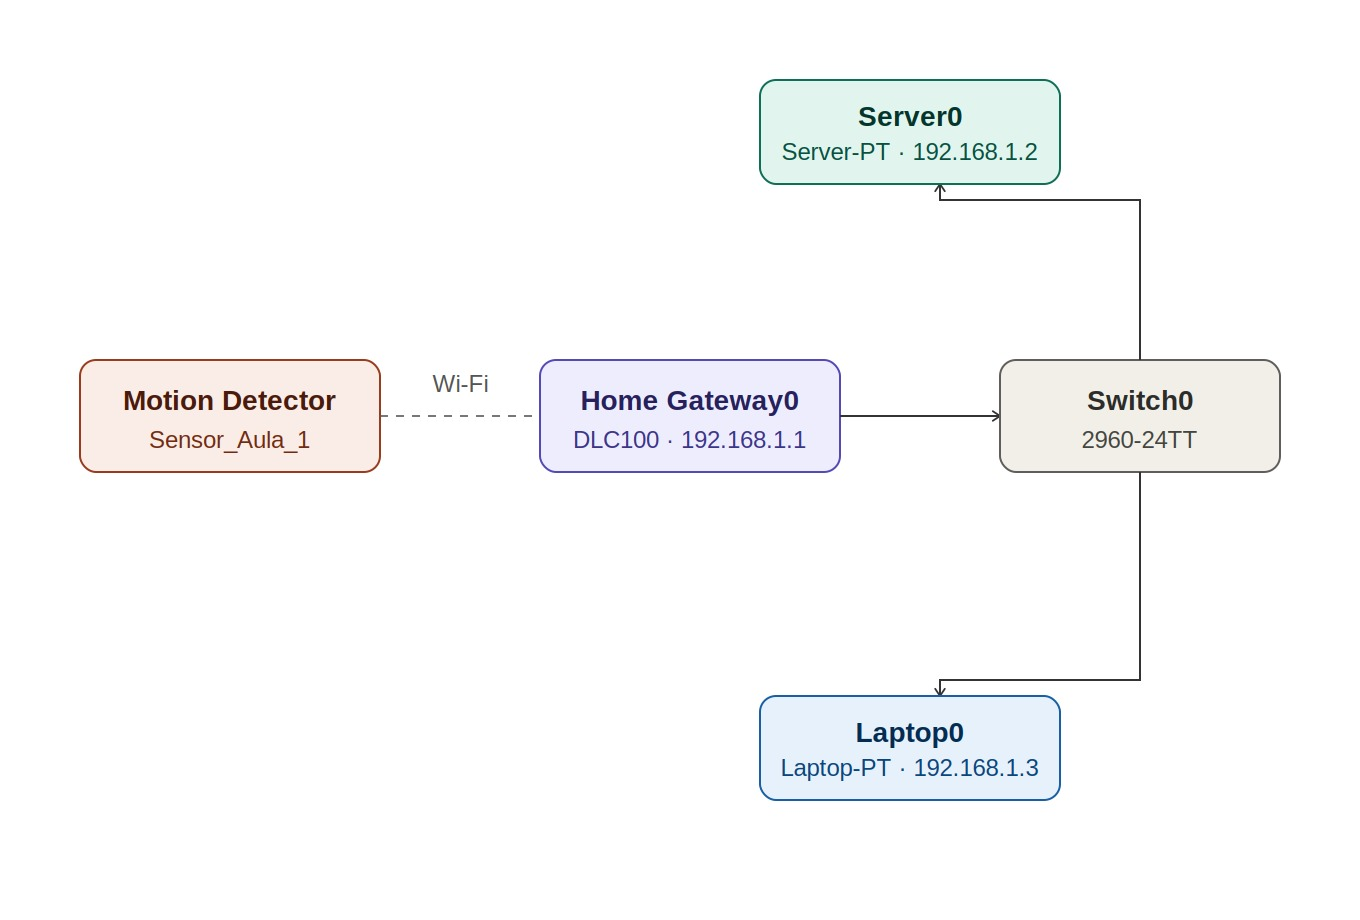 Server0
Server-PT · 192.168.1.2
Motion Detector
Sensor_Aula_1
Wi-Fi
Home Gateway0
DLC100 · 192.168.1.1
Switch0
2960-24TT
Laptop0
Laptop-PT · 192.168.1.3